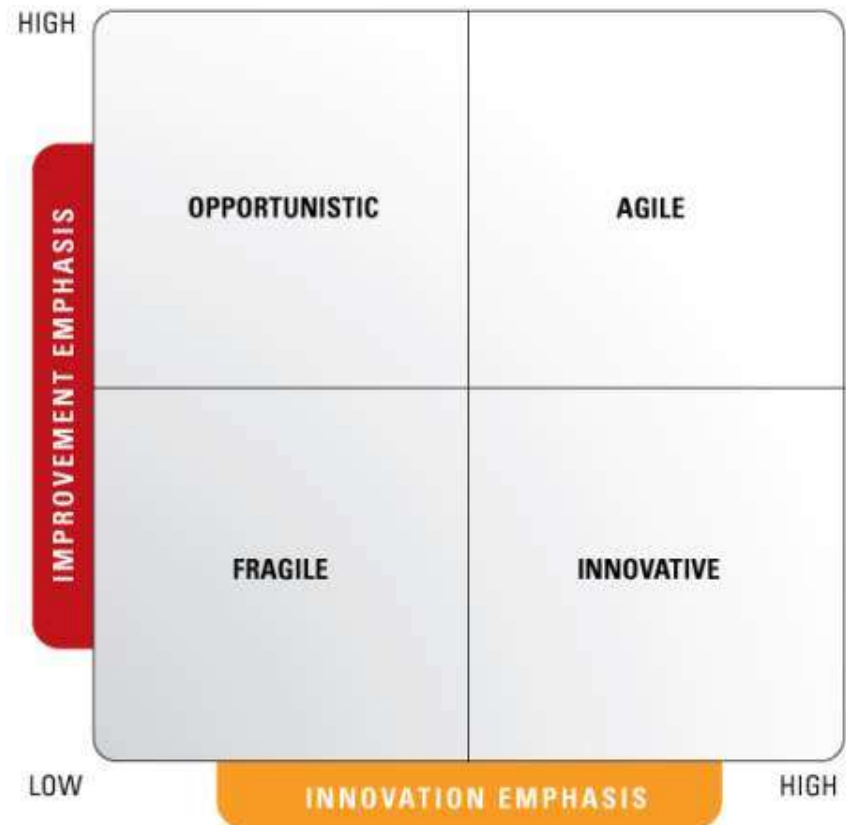 HIGH
OPPORTUNISTIC
AGILE
IMPROVEMENT EMPHASIS
FRAGILE
INNOVATIVE
LOW
HIGH
INNOVATION EMPHASIS